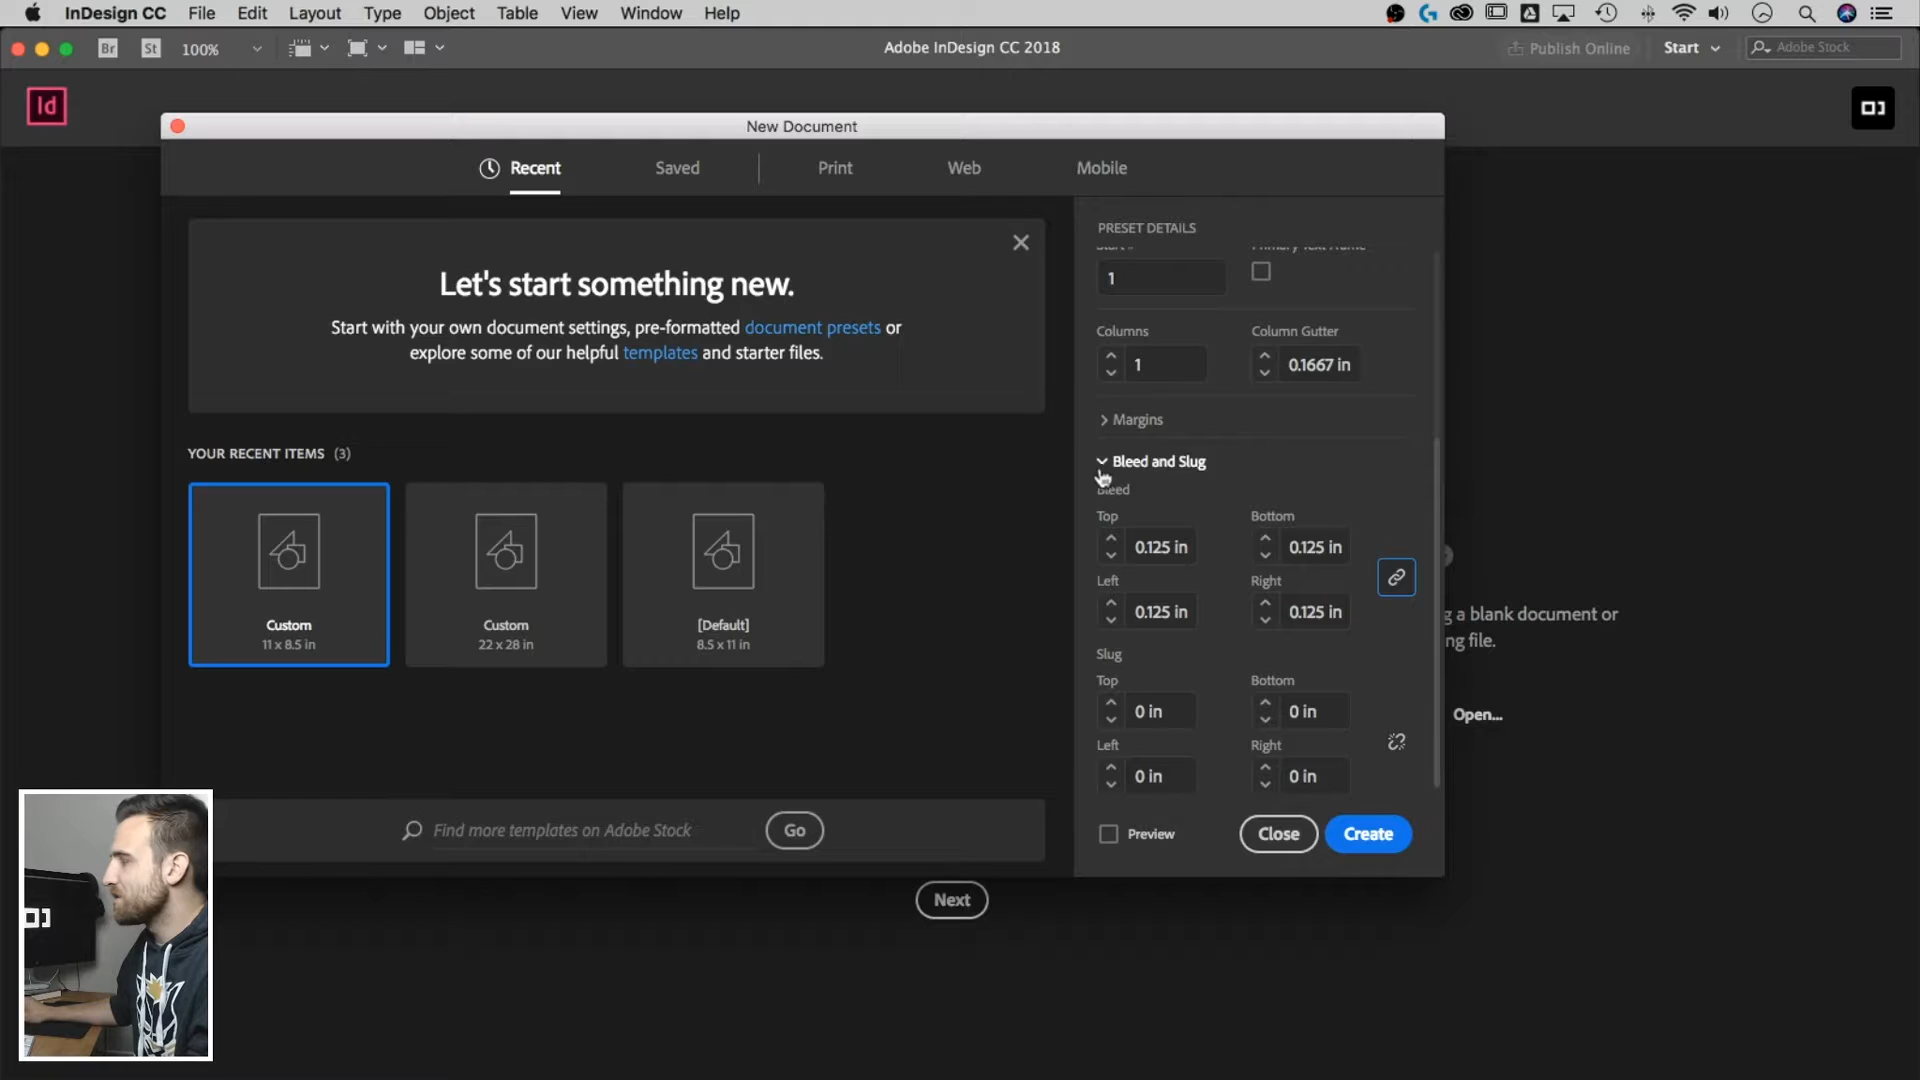 InDesign CC File Edit Layout Type Object Table View Window Help
Br St 100% Adobe InDesign CC 2018 Publish Online Start Adobe Stock
Id
New Document
Recent Saved Print Web Mobile
Let's start something new.
Start with your own document settings, pre-formatted document presets or
explore some of our helpful templates and starter files.
YOUR RECENT ITEMS (3)
Custom
11 x 8.5 in
Custom
22 x 28 in
[Default]
8.5 x 11 in
Find more templates on Adobe Stock Go
PRESET DETAILS
1
Columns Column Gutter
1 0.1667 in
Margins
Bleed and Slug
Bleed
Top Bottom
0.125 in 0.125 in
Left Right
0.125 in 0.125 in
Slug
Top Bottom
0 in 0 in
Left Right
0 in 0 in
Preview Close Create
g a blank document or
ng file.
Open...
Next